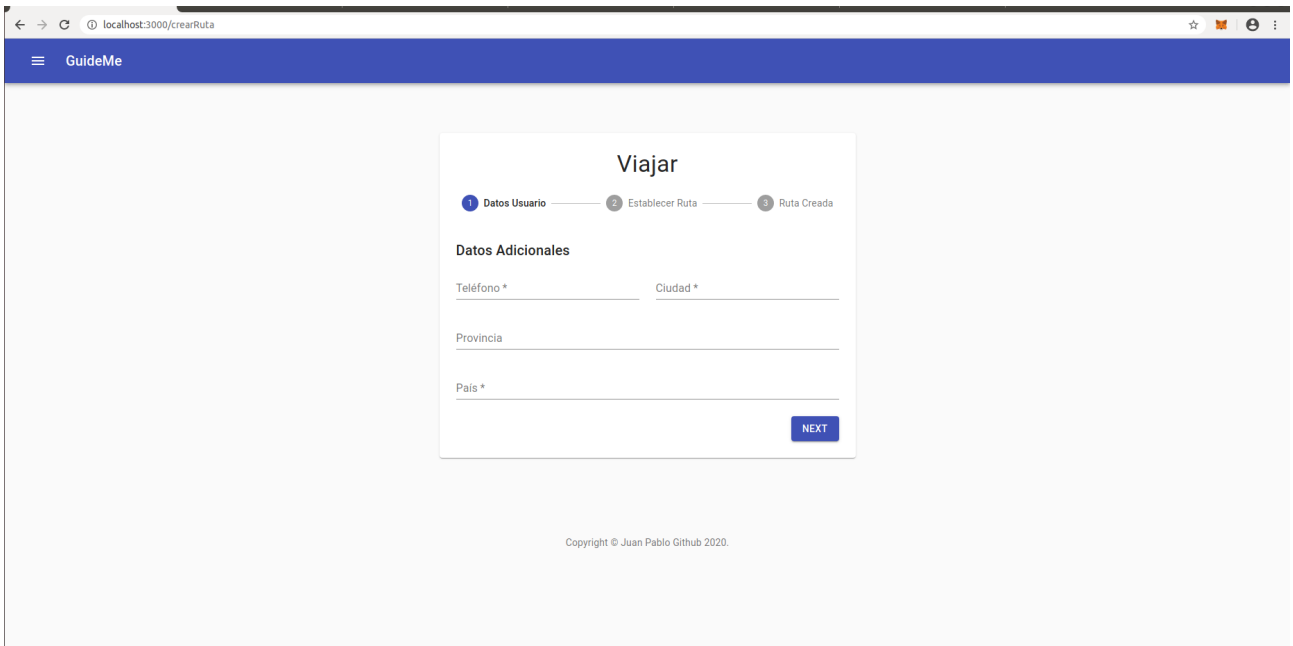 localhost:3000/crearRuta
GuideMe
Viajar
1 Datos Usuario 2 Establecer Ruta 3 Ruta Creada
Datos Adicionales
Teléfono * Ciudad *
Provincia
País *
NEXT
Copyright © Juan Pablo Github 2020.